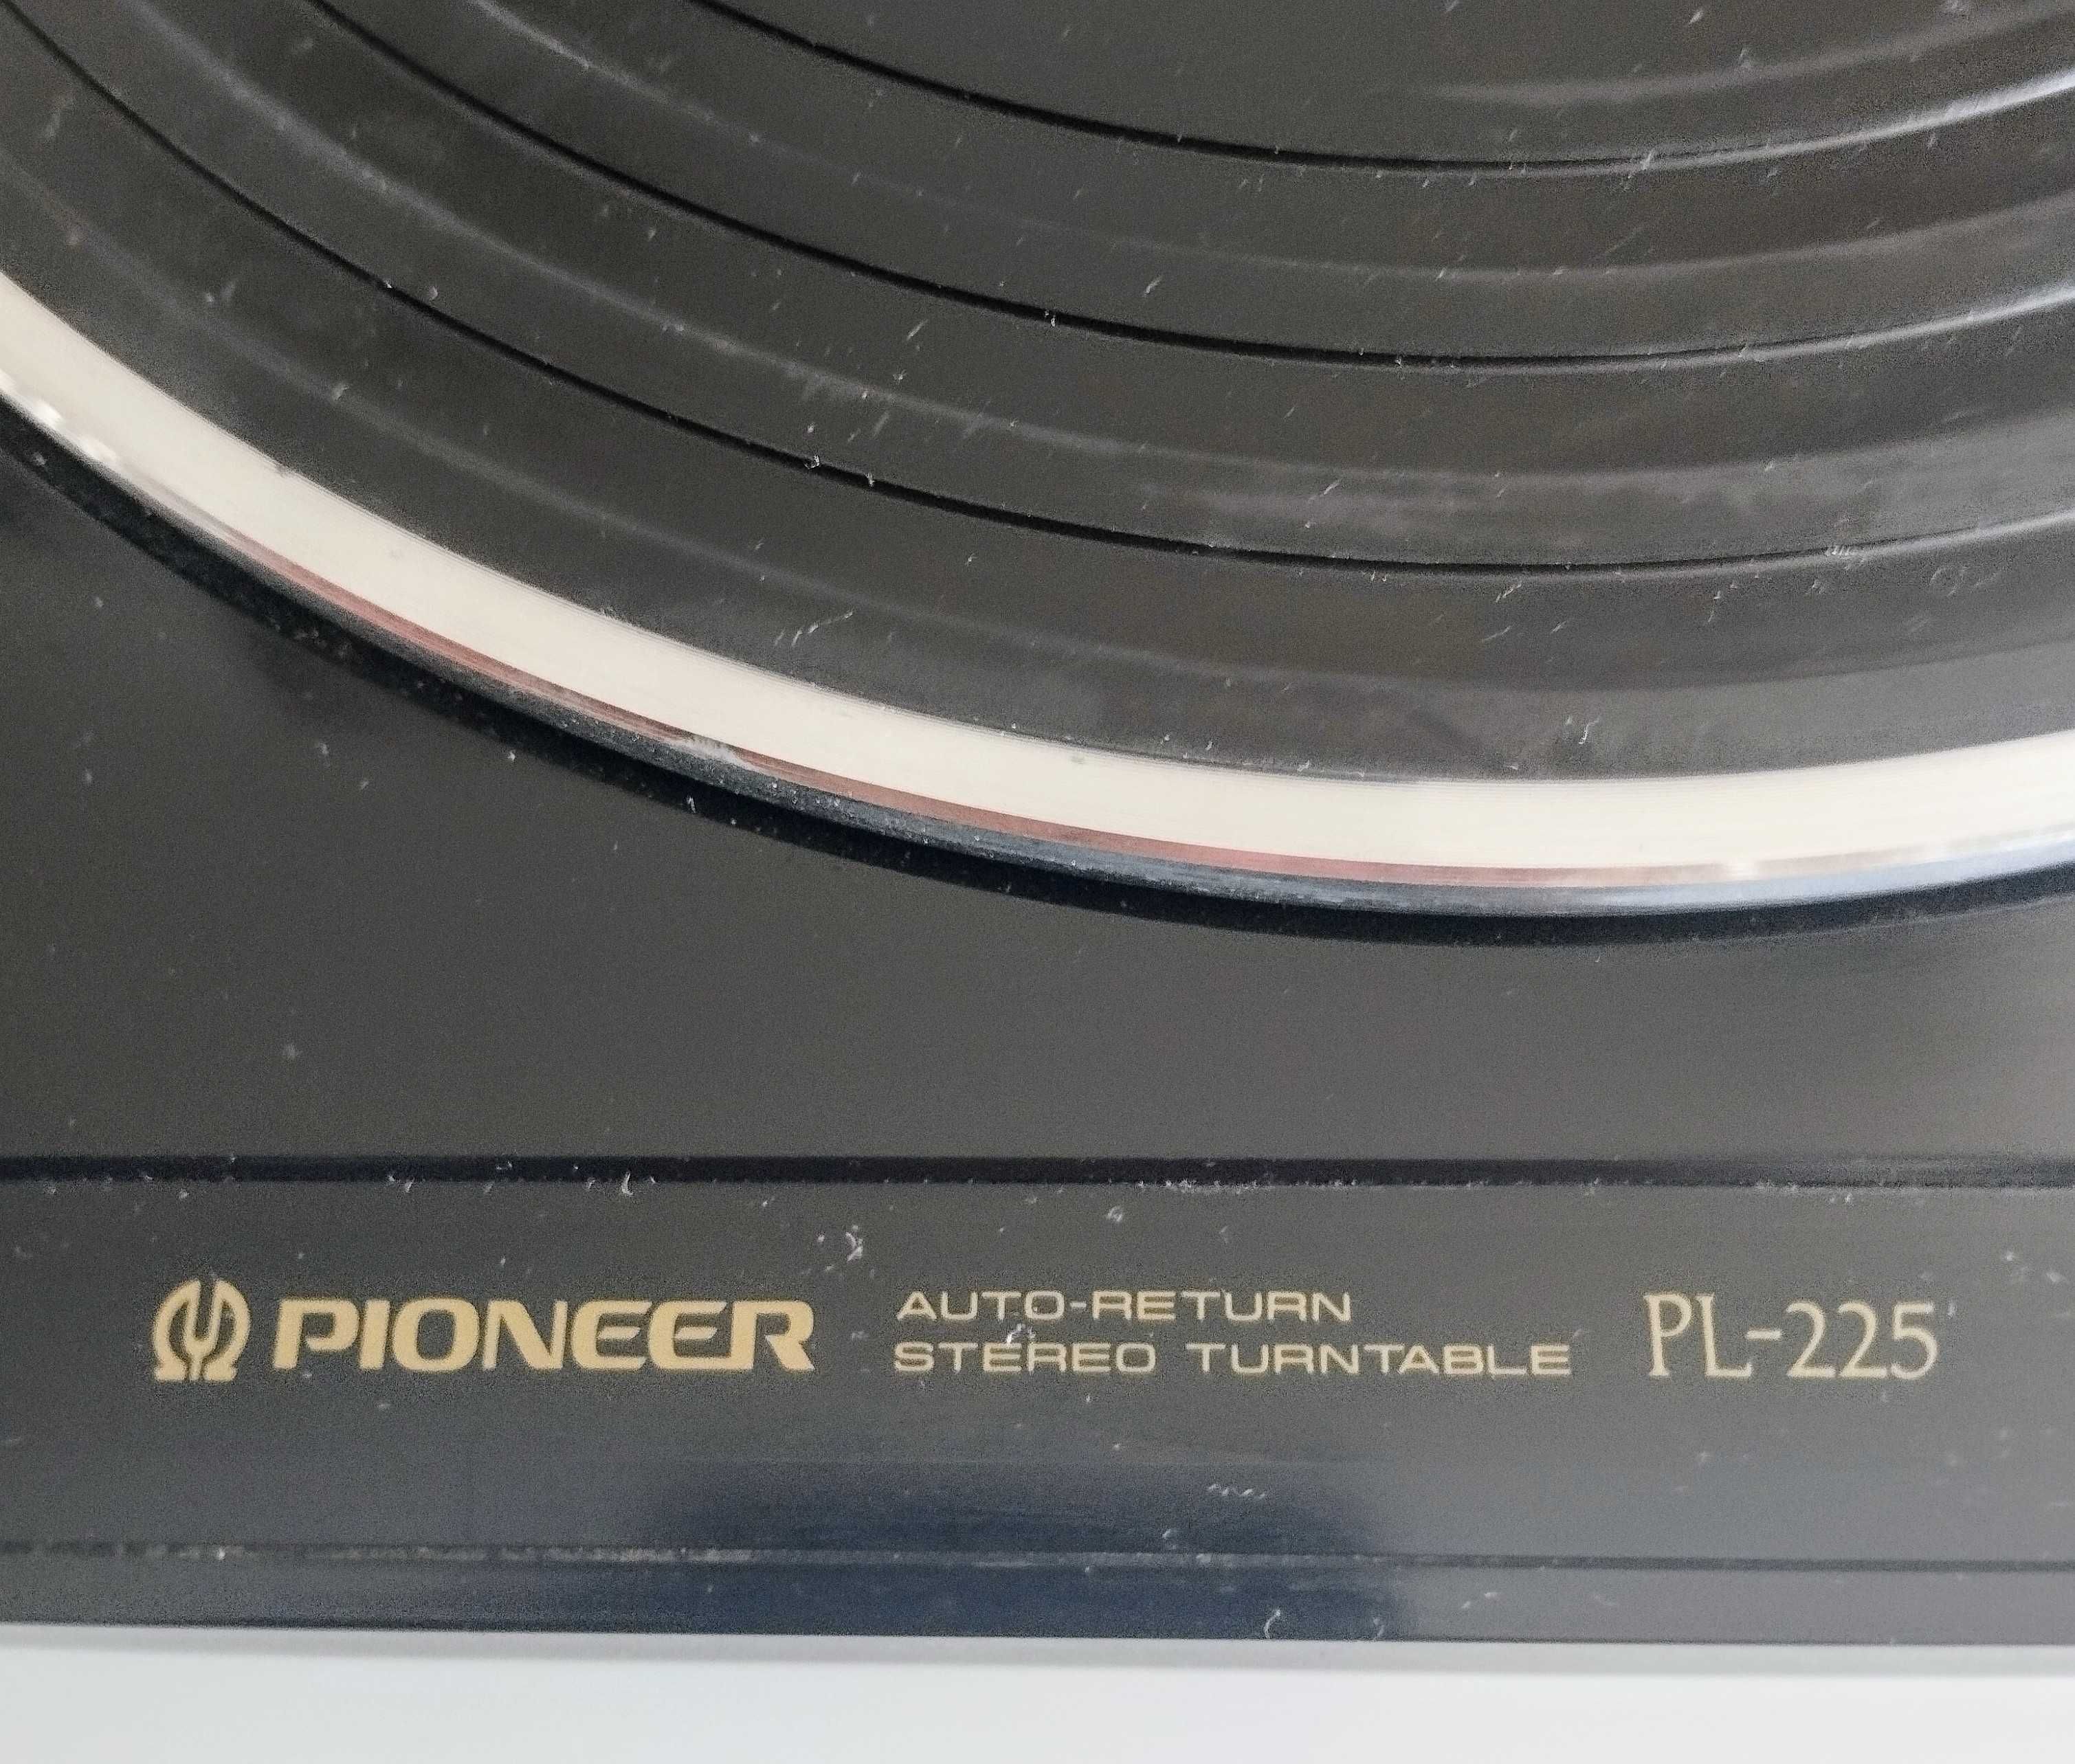 PIONEER
AUTO-RETURN
STEREO TURNTABLE
PL-225